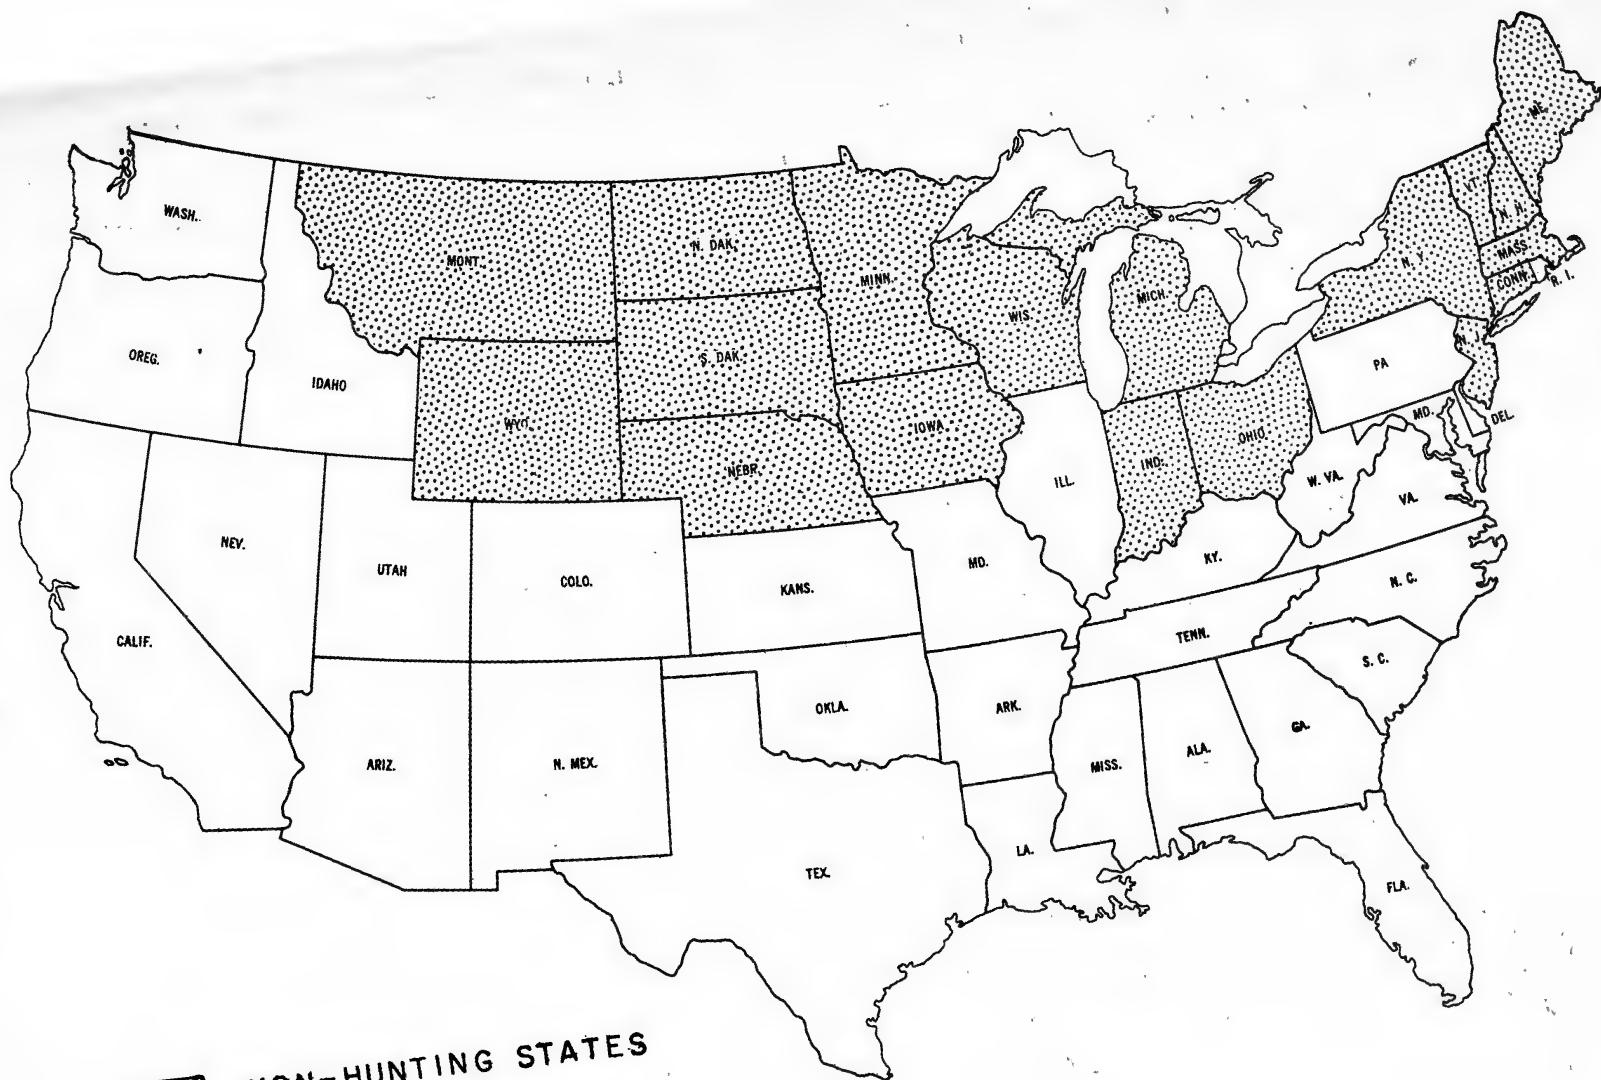 WASH.
MONT
N. DAK.
MINN.
ME.
VT.
N. H.
MASS.
CONN.
R. I.
N. Y.
OREG.
IDAHO
WYO.
S. DAK.
WIS.
MICH.
PA
N. J.
MD.
DEL.
NEBR.
IOWA
ILL.
IND.
OHIO
W. VA.
VA.
NEV.
UTAH
COLO.
KANS.
MD.
KY.
N. C.
CALIF.
TENN.
S. C.
ARIZ.
N. MEX.
OKLA.
ARK.
MISS.
ALA.
GA.
TEX.
LA.
FLA.
NON-HUNTING STATES